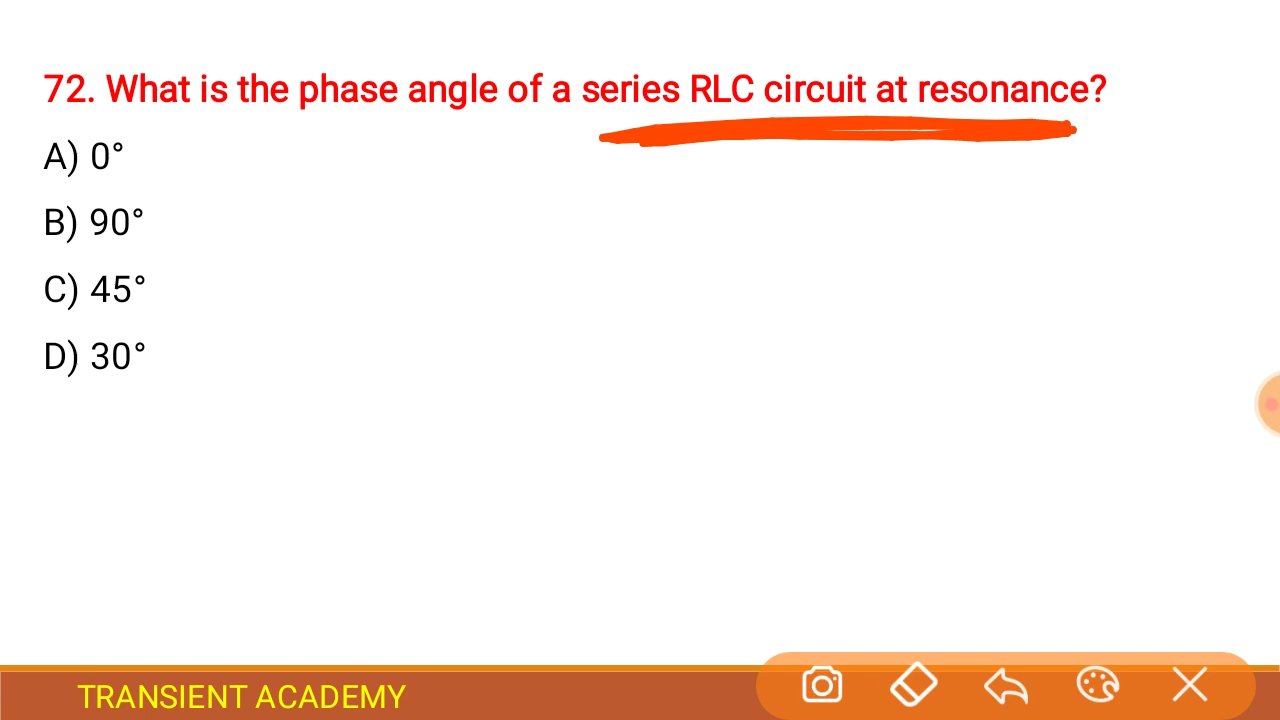 72. What is the phase angle of a series RLC circuit at resonance?
A) 0°
B) 90°
C) 45°
D) 30°
TRANSIENT ACADEMY